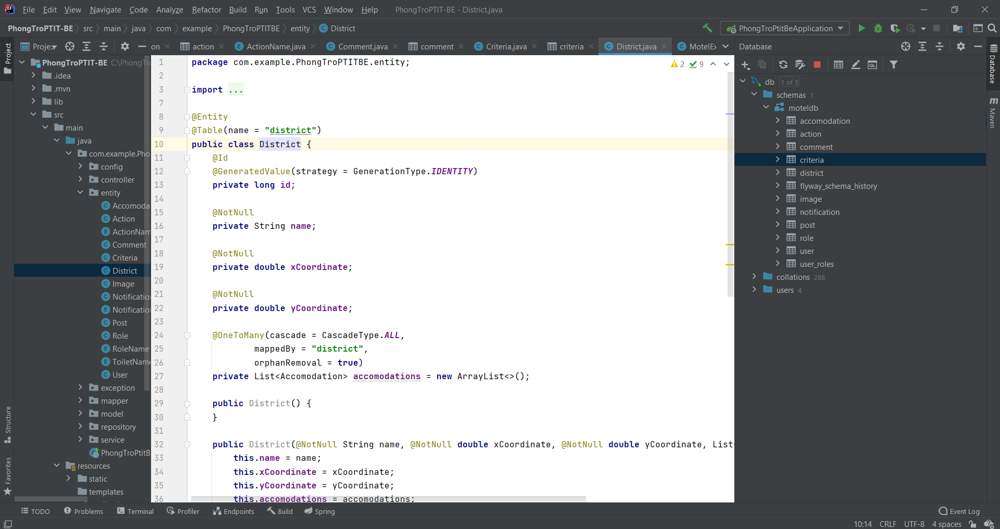 File Edit View Navigate Code Analyze Refactor Build Run Tools VCS Window Help PhongTroPTIT-BE - District.java
PhongTroPTIT-BE src main java com example PhongTroPTITBE entity District PhongTroPtitBeApplication
Project
Proje... on action ActionName.java Comment.java comment Criteria.java criteria District.java MotelEx Database
PhongTroPTIT-BE C:\PhongTr
.idea
.mvn
lib
src
main
java
com.example.Pho
config
controller
entity
Accomoda
Action
ActionNam
Comment
Criteria
District
Image
Notificatio
Notificatio
Post
Role
RoleName
ToiletName
User
exception
mapper
model
repository
service
PhongTroPtitB
resources
static
templates
Structure
Favorites
2 9
1 package com.example.PhongTroPTITBE.entity;
2
3 import ...
7
8 @Entity
9 @Table(name = "district")
10 public class District {
11 @Id
12 @GeneratedValue(strategy = GenerationType.IDENTITY)
13 private long id;
14
15 @NotNull
16 private String name;
17
18 @NotNull
19 private double xCoordinate;
20
21 @NotNull
22 private double yCoordinate;
23
24 @OneToMany(cascade = CascadeType.ALL,
25 mappedBy = "district",
26 orphanRemoval = true)
27 private List<Accomodation> accomodations = new ArrayList<>();
28
29 public District() {
30 }
31
32 public District(@NotNull String name, @NotNull double xCoordinate, @NotNull double yCoordinate, List
33 this.name = name;
34 this.xCoordinate = xCoordinate;
35 this.yCoordinate = yCoordinate;
36 this.accomodations = accomodations;
QL
db 1 of 5
schemas 1
moteldb
accomodation
action
comment
criteria
district
flyway_schema_history
image
notification
post
role
user
user_roles
collations 286
users 4
Database
Maven
TODO Problems Terminal Profiler Endpoints Build Spring Event Log
10:14 CRLF UTF-8 4 spaces